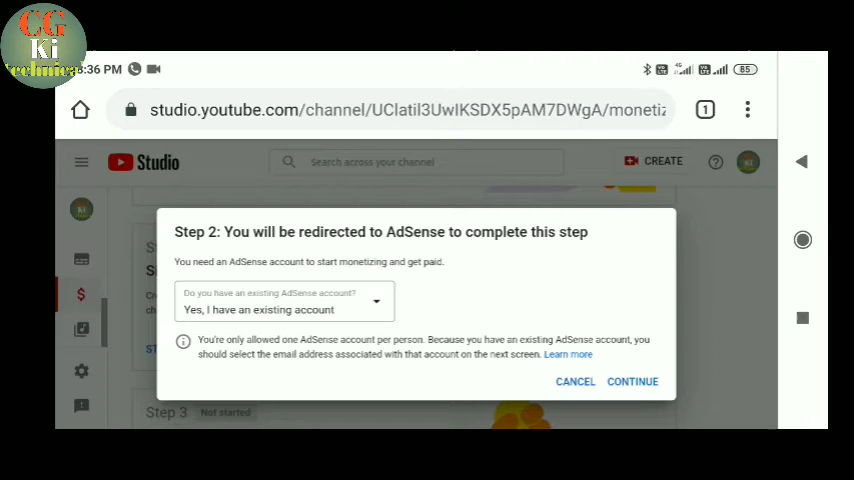 CG
Ki
technical
:36 PM
4G
85
studio.youtube.com/channel/UClatil3UwIKSDX5pAM7DWgA/monetiz
1
Studio
Search across your channel
CREATE
Step 2: You will be redirected to AdSense to complete this step
You need an AdSense account to start monetizing and get paid.
Do you have an existing AdSense account?
Yes, I have an existing account
You're only allowed one AdSense account per person. Because you have an existing AdSense account, you
should select the email address associated with that account on the next screen. Learn more
CANCEL CONTINUE
Step 3 Not started